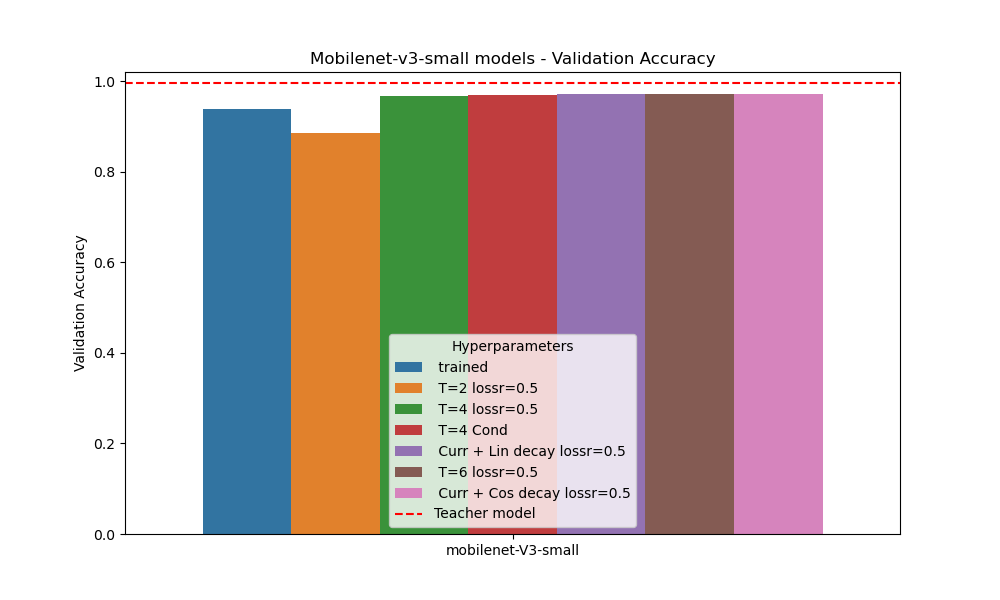 Mobilenet-v3-small models - Validation Accuracy
1.0
0.8
0.6
0.4
0.2
0.0
Validation Accuracy
Hyperparameters
trained
T=2 lossr=0.5
T=4 lossr=0.5
T=4 Cond
Curr + Lin decay lossr=0.5
T=6 lossr=0.5
Curr + Cos decay lossr=0.5
Teacher model
mobilenet-V3-small